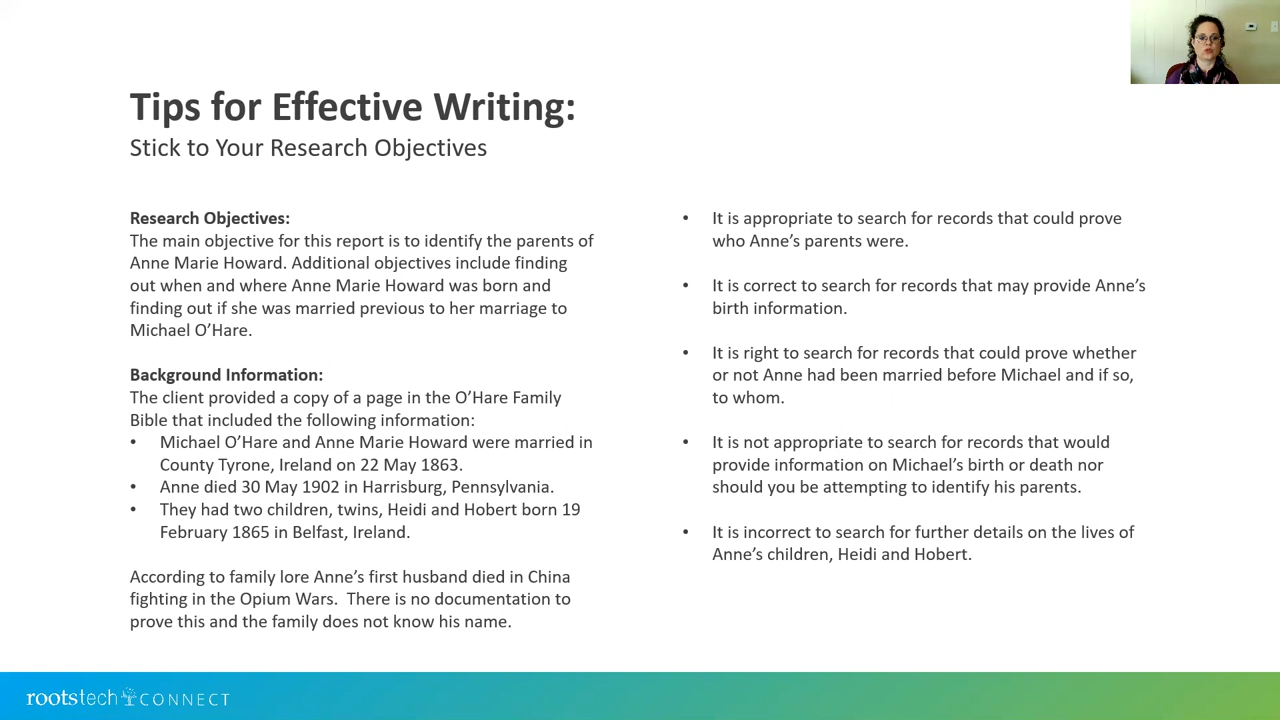 Tips for Effective Writing:
Stick to Your Research Objectives
Research Objectives:
The main objective for this report is to identify the parents of
Anne Marie Howard. Additional objectives include finding
out when and where Anne Marie Howard was born and
finding out if she was married previous to her marriage to
Michael O’Hare.
Background Information:
The client provided a copy of a page in the O’Hare Family
Bible that included the following information:
• Michael O’Hare and Anne Marie Howard were married in
County Tyrone, Ireland on 22 May 1863.
• Anne died 30 May 1902 in Harrisburg, Pennsylvania.
• They had two children, twins, Heidi and Hobert born 19
February 1865 in Belfast, Ireland.
According to family lore Anne’s first husband died in China
fighting in the Opium Wars.  There is no documentation to
prove this and the family does not know his name.
• It is appropriate to search for records that could prove
who Anne’s parents were.
• It is correct to search for records that may provide Anne’s
birth information.
• It is right to search for records that could prove whether
or not Anne had been married before Michael and if so,
to whom.
• It is not appropriate to search for records that would
provide information on Michael’s birth or death nor
should you be attempting to identify his parents.
• It is incorrect to search for further details on the lives of
Anne’s children, Heidi and Hobert.
rootstech CONNECT